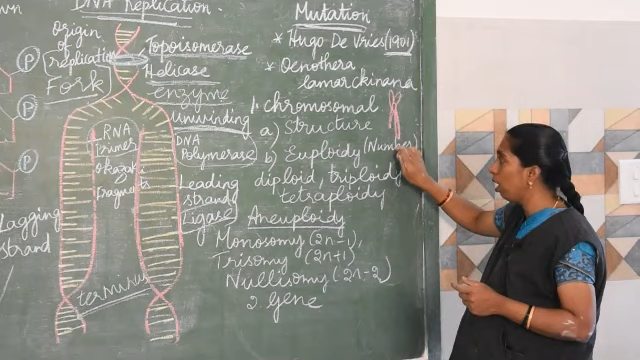 DNA Replication
Origin
of
replication
Fork
Topoisomerase
Helicase
enzyme
unwinding
DNA
Polymerase
RNA
Primer
okazaki
fragments
Leading
strand
Ligase
Lagging
strand
terminus
P
P
Mutation
* Hugo De Vries (1901)
* Oenothera
lamarckinana
1. chromosomal
a) Structure
b) Euploidy (Number)
diploid, triploidy
tetraploidy
Aneuploidy
Monosomy (2n-1),
Trisomy (2n+1)
Nullisomy (2n-2)
2. Gene